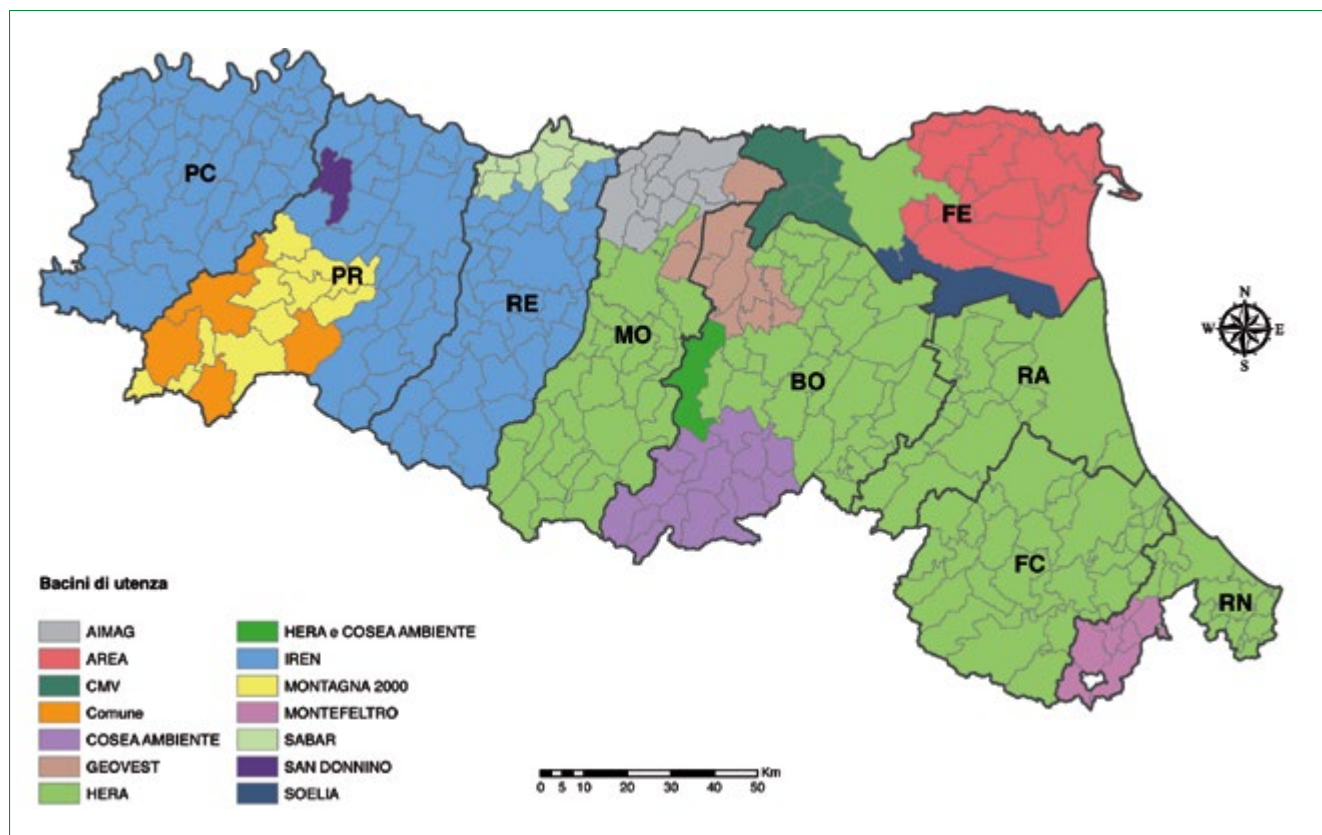 PC
FE
PR
RE
MO
BO
RA
FC
RN
N
W E
S
Bacini di utenza
AIMAG
AREA
CMV
Comune
COSEA AMBIENTE
GEOVEST
HERA
HERA e COSEA AMBIENTE
IREN
MONTAGNA 2000
MONTEFELTRO
SABAR
SAN DONNINO
SOELIA
Km
0 5 10 20 30 40 50